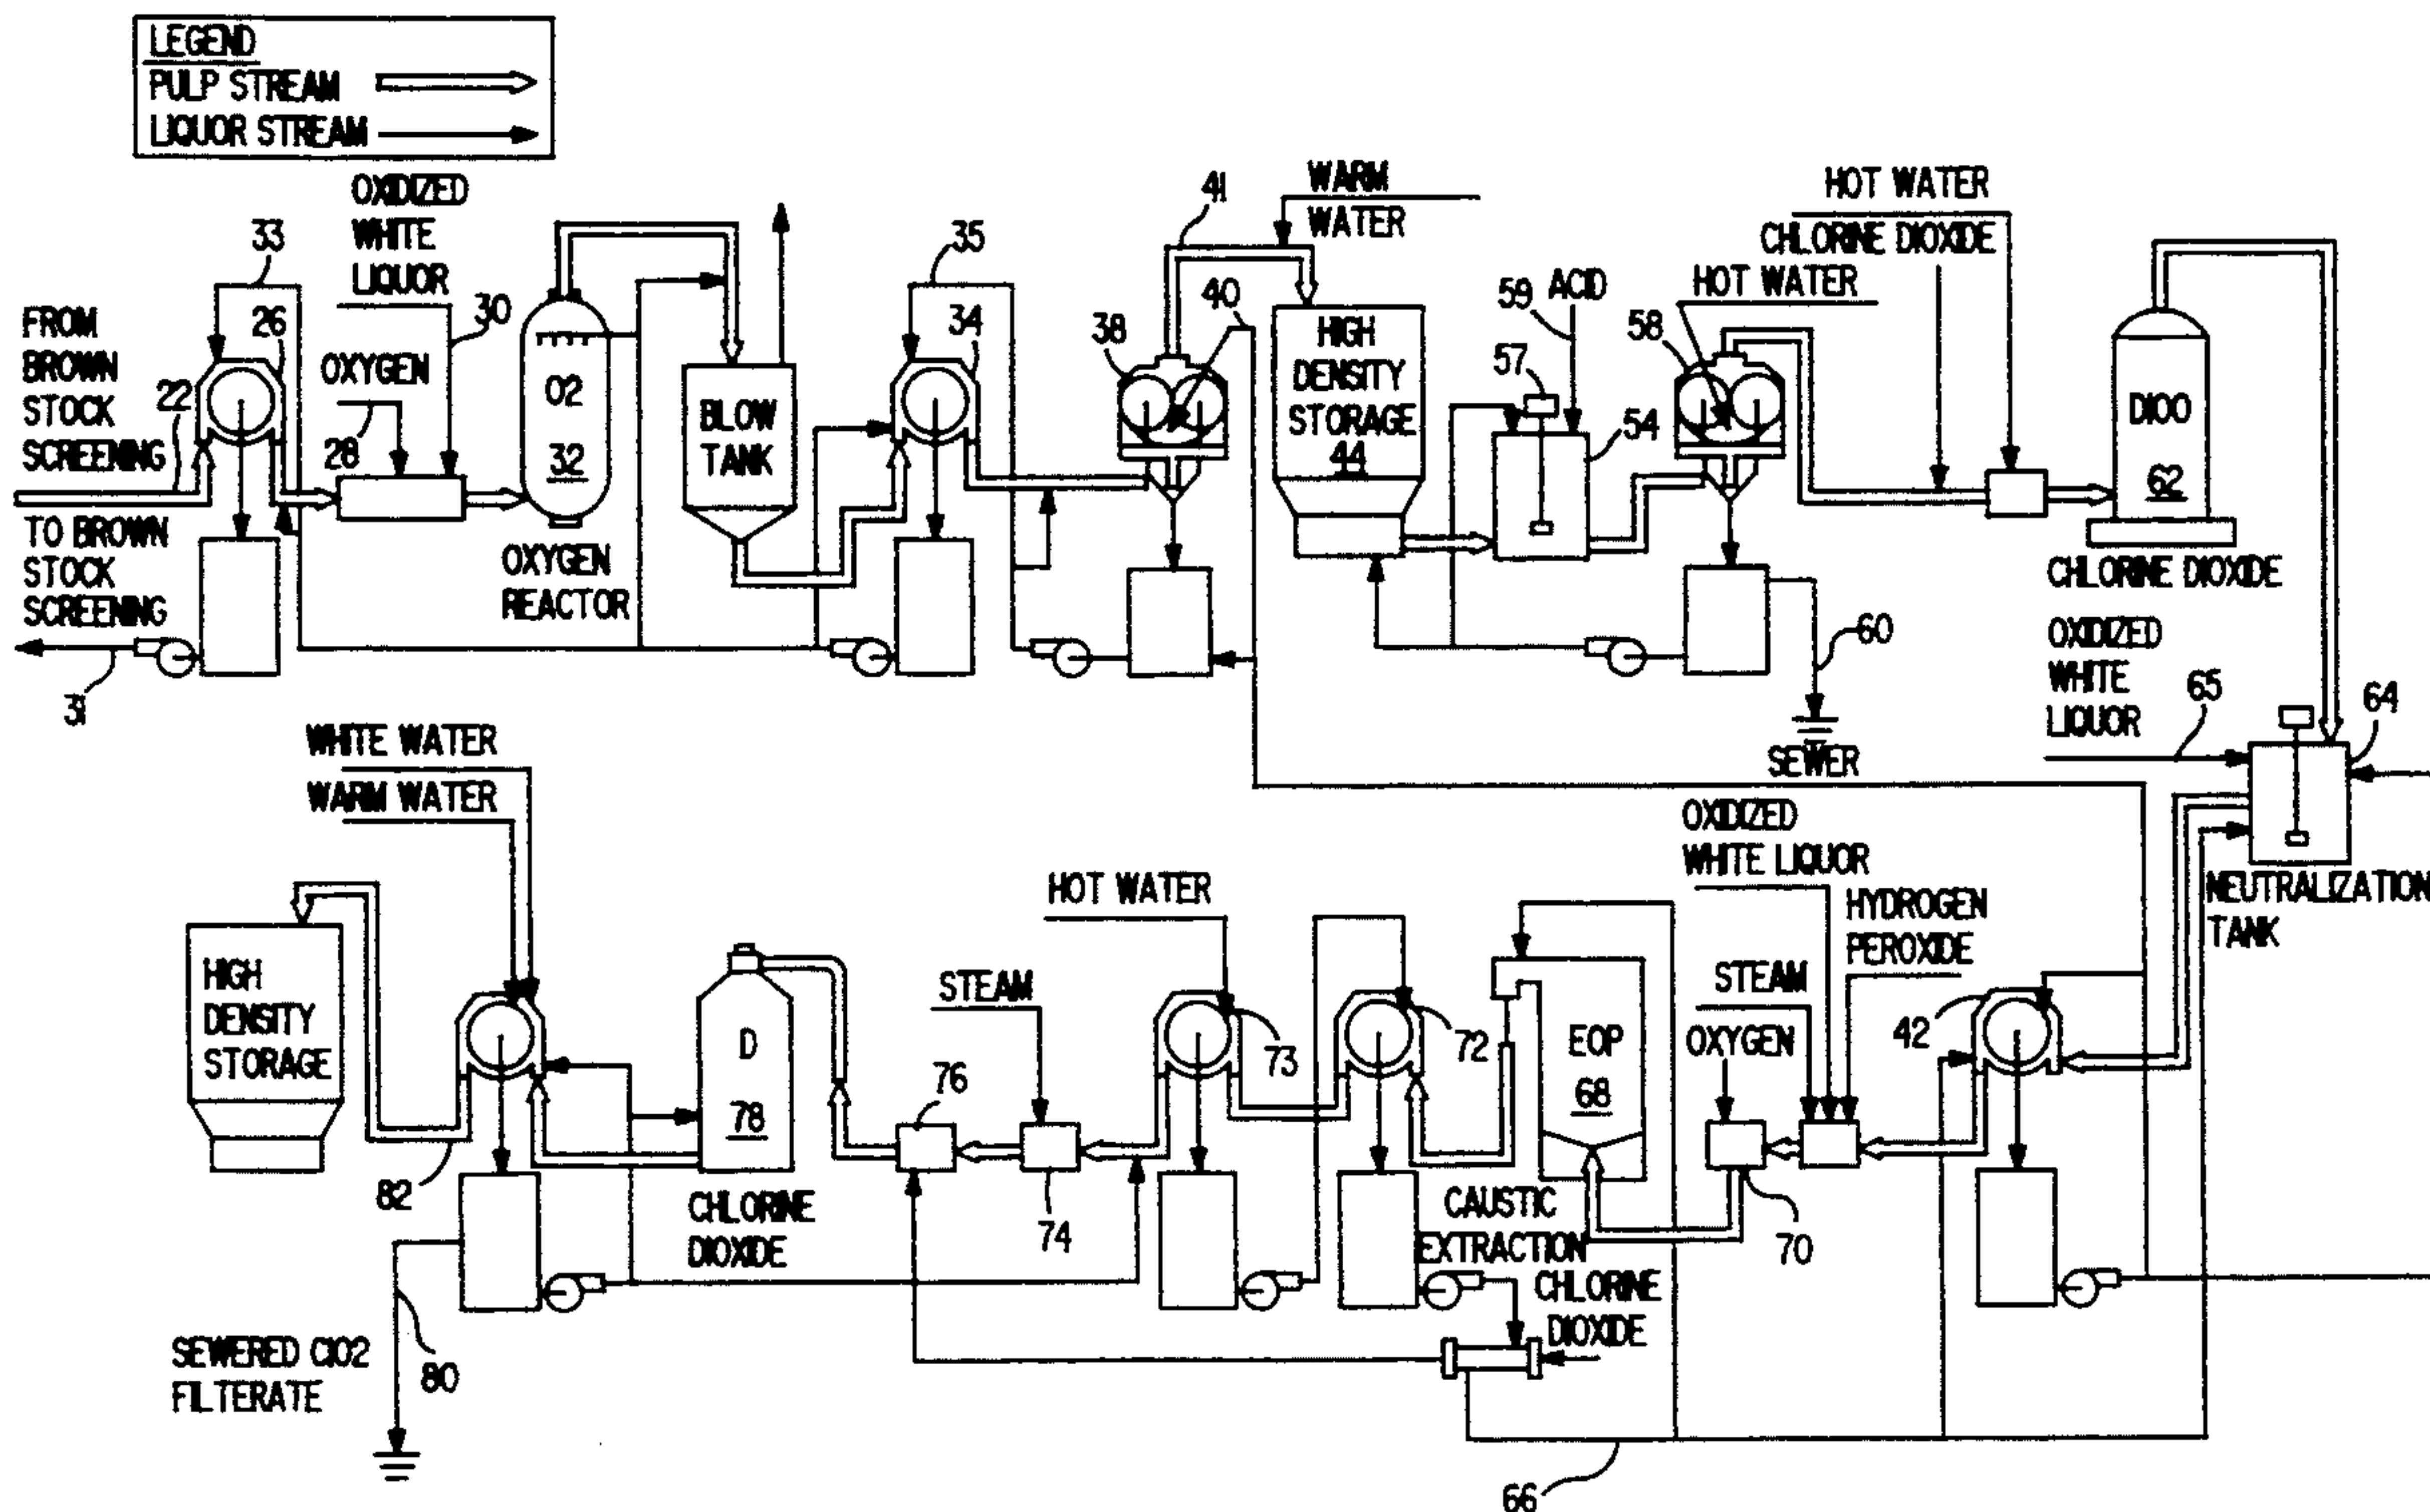 LEGEND
PULP STREAM
LIQUOR STREAM
OXIDIZED
WHITE
LIQUOR
33
30
26
FROM
BROWN
STOCK
SCREENING
22
OXYGEN
28
O2
32
OXYGEN
REACTOR
TO BROWN
STOCK
SCREENING
31
BLOW
TANK
35
34
38
41
40
WARM
WATER
HIGH
DENSITY
STORAGE
44
59
ACID
57
54
58
HOT WATER
CHLORINE DIOXIDE
HOT WATER
D100
62
CHLORINE DIOXIDE
60
SEWER
OXIDIZED
WHITE
LIQUOR
65
64
NEUTRALIZATION
TANK
WHITE WATER
WARM WATER
HIGH
DENSITY
STORAGE
82
SEWERED ClO2
FILTERATE
80
D
78
CHLORINE
DIOXIDE
76
STEAM
74
HOT WATER
73
72
EOP
68
CAUSTIC
EXTRACTION
CHLORINE
DIOXIDE
66
OXIDIZED
WHITE LIQUOR
HYDROGEN
PEROXIDE
STEAM
OXYGEN
70
42